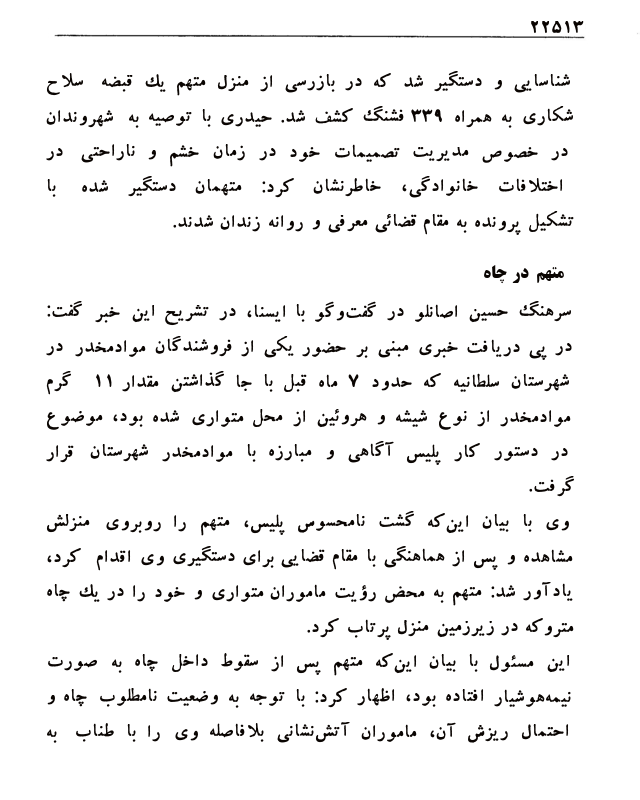 ۲۲۵۱۳
شناسایی و دستگیر شد که در بازرسی از منزل متهم یك قبضه سلاح
شکاری به همراه ۳۳۹ فشنگ کشف شد. حیدری با توصیه به شهروندان
در خصوص مدیریت تصمیمات خود در زمان خشم و ناراحتی در
اختلافات خانوادگی، خاطرنشان کرد: متهمان دستگیر شده با
تشکیل پرونده به مقام قضائی معرفی و روانه زندان شدند.
متهم در چاه
سرهنگ حسین اصانلو در گفت‌وگو با ایسنا، در تشریح این خبر گفت:
در پی دریافت خبری مبنی بر حضور یکی از فروشندگان موادمخدر در
شهرستان سلطانیه که حدود ۷ ماه قبل با جا گذاشتن مقدار ۱۱ گرم
موادمخدر از نوع شیشه و هروئین از محل متواری شده بود، موضوع
در دستور کار پلیس آگاهی و مبارزه با موادمخدر شهرستان قرار
گرفت.
وی با بیان این‌که گشت نامحسوس پلیس، متهم را روبروی منزلش
مشاهده و پس از هماهنگی با مقام قضایی برای دستگیری وی اقدام کرد،
یادآور شد: متهم به محض رؤیت ماموران متواری و خود را در یك چاه
متروکه در زیرزمین منزل پرتاب کرد.
این مسئول با بیان این‌که متهم پس از سقوط داخل چاه به صورت
نیمه‌هوشیار افتاده بود، اظهار کرد: با توجه به وضعیت نامطلوب چاه و
احتمال ریزش آن، ماموران آتش‌نشانی بلافاصله وی را با طناب به